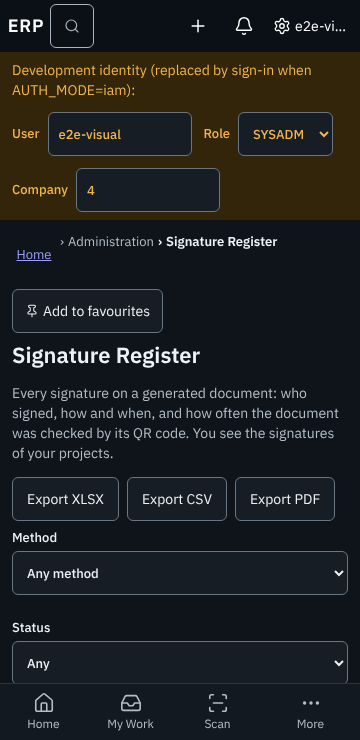 ERP
e2e-vi...
Development identity (replaced by sign-in when
AUTH_MODE=iam):
User e2e-visual Role SYSADM
Company 4
Home › Administration › Signature Register
Add to favourites
Signature Register
Every signature on a generated document: who
signed, how and when, and how often the document
was checked by its QR code. You see the signatures
of your projects.
Export XLSX Export CSV Export PDF
Method
Any method
Status
Any
Home My Work Scan More